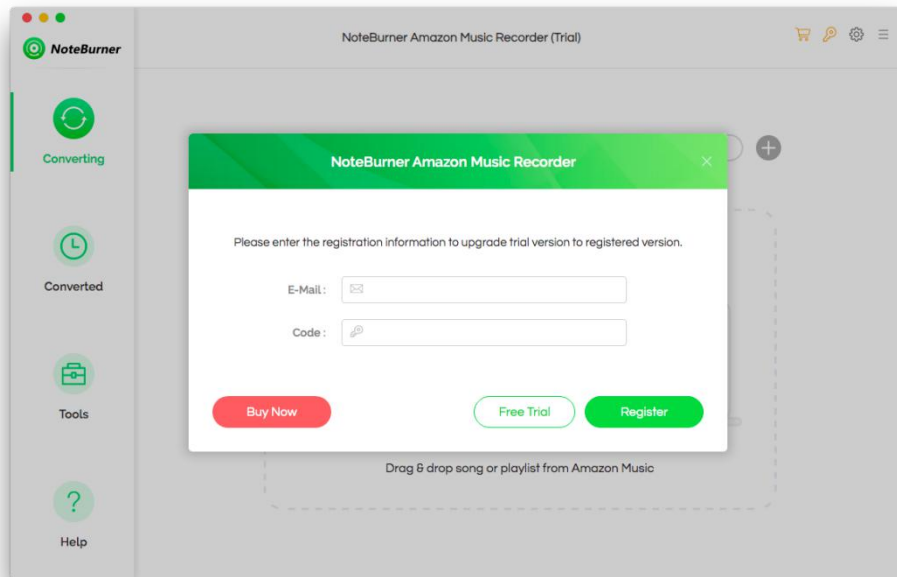 NoteBurner
NoteBurner Amazon Music Recorder (Trial)
Converting
Converted
Tools
Help
NoteBurner Amazon Music Recorder
Please enter the registration information to upgrade trial version to registered version.
E-Mail :
Code :
Buy Now
Free Trial
Register
Drag & drop song or playlist from Amazon Music